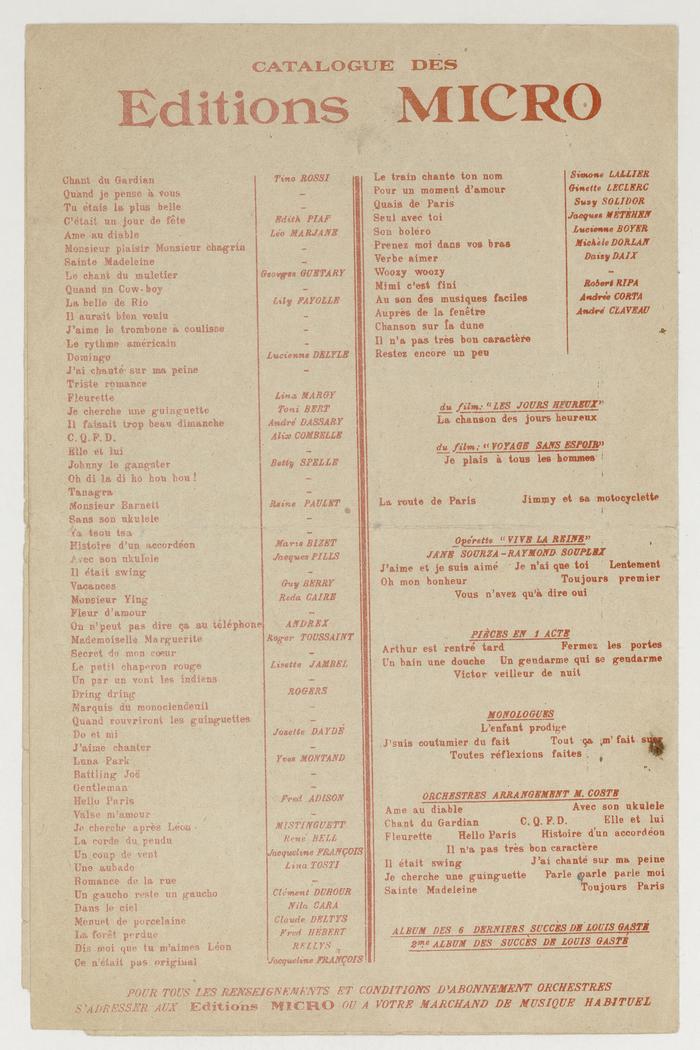 CATALOGUE DES
Editions MICRO
Chant du Gardian Tino ROSSI
Quand je pense à vous –
Tu étais la plus belle –
C'était un jour de fête Edith PIAF
Ame au diable Léo MARJANE
Monsieur plaisir Monsieur chagrin –
Sainte Madeleine –
Le chant du muletier Georges GUETARY
Quand un Cow-boy –
La belle de Rio Lily FAYOLLE
Il aurait bien voulu –
J'aime le trombone à coulisse –
Le rythme américain –
Domingo Lucienne DELYLE
J'ai chanté sur ma peine –
Triste romance
Fleurette Lina MARGY
Je cherche une guinguette Toni BERT
Il faisait trop beau dimanche André DASSARY
C.Q.F.D. Alix COMBELLE
Elle et lui –
Johnny le gangster Betty SPELLE
Oh di la di ho hou hou! –
Tanagra –
Monsieur Barnett Reine PAULET
Sans son ukulele –
Ya tsou tsa –
Histoire d'un accordéon Marie BIZET
Avec son ukulele Jacques PILLS
Il était swing –
Vacances Guy BERRY
Monsieur Ying Reda CAIRE
Fleur d'amour –
On n'peut pas dire ça au téléphone ANDREX
Mademoiselle Marguerite Roger TOUSSAINT
Secret de mon cœur –
Le petit chaperon rouge Lisette JAMBEL
Un par un vont les indiens –
Dring dring ROGERS
Marquis du monoclendeuil –
Quand rouvriront les guinguettes –
Do et mi Josette DAYDÉ
J'aime chanter –
Luna Park Yves MONTAND
Battling Joë –
Gentleman –
Hello Paris Fred ADISON
Valse m'amour –
Je cherche après Léon MISTINGUETT
La corde du pendu René BELL
Un coup de vent Jacqueline FRANÇOIS
Une aubade Lina TOSTI
Romance de la rue –
Un gaucho reste un gaucho Clément DUHOUR
Dans le ciel Nila CARA
Menuet de porcelaine Claude DELTYS
La forêt perdue Fred HÉBERT
Dis moi que tu m'aimes Léon RELLYS
Ce n'était pas original Jacqueline FRANÇOIS
Le train chante ton nom Simone LALLIER
Pour un moment d'amour Ginette LECLERC
Quais de Paris Suzy SOLIDOR
Seul avec toi Jacques METEHEN
Son boléro Lucienne BOYER
Prenez moi dans vos bras Michèle DORLAN
Verbe aimer Daisy DAIX
Woozy woozy –
Mimi c'est fini Robert RIPA
Au son des musiques faciles Andrée CORTA
Auprès de la fenêtre André CLAVEAU
Chanson sur la dune
Il n'a pas très bon caractère
Restez encore un peu
du film: "LES JOURS HEUREUX"
La chanson des jours heureux
du film: "VOYAGE SANS ESPOIR"
Je plais à tous les hommes
La route de Paris Jimmy et sa motocyclette
Opérette "VIVE LA REINE"
JANE SOURZA-RAYMOND SOUPLEX
J'aime et je suis aimé Je n'ai que toi Lentement
Oh mon bonheur Toujours premier
Vous n'avez qu'à dire oui
PIÈCES EN 1 ACTE
Arthur est rentré tard Fermez les portes
Un bain une douche Un gendarme qui se gendarme
Victor veilleur de nuit
MONOLOGUES
L'enfant prodige
J'suis coutumier du fait Tout ça m'fait suer
Toutes réflexions faites
ORCHESTRES ARRANGEMENT M. COSTE
Ame au diable Avec son ukulele
Chant du Gardian C.Q.F.D. Elle et lui
Fleurette Hello Paris Histoire d'un accordéon
Il n'a pas très bon caractère
Il était swing J'ai chanté sur ma peine
Je cherche une guinguette Parle parle parle moi
Sainte Madeleine Toujours Paris
ALBUM DES 6 DERNIERS SUCCÈS DE LOUIS GASTÉ
2me ALBUM DES SUCCÈS DE LOUIS GASTÉ
POUR TOUS LES RENSEIGNEMENTS ET CONDITIONS D'ABONNEMENT ORCHESTRES
S'ADRESSER AUX Editions MICRO OU A VOTRE MARCHAND DE MUSIQUE HABITUEL